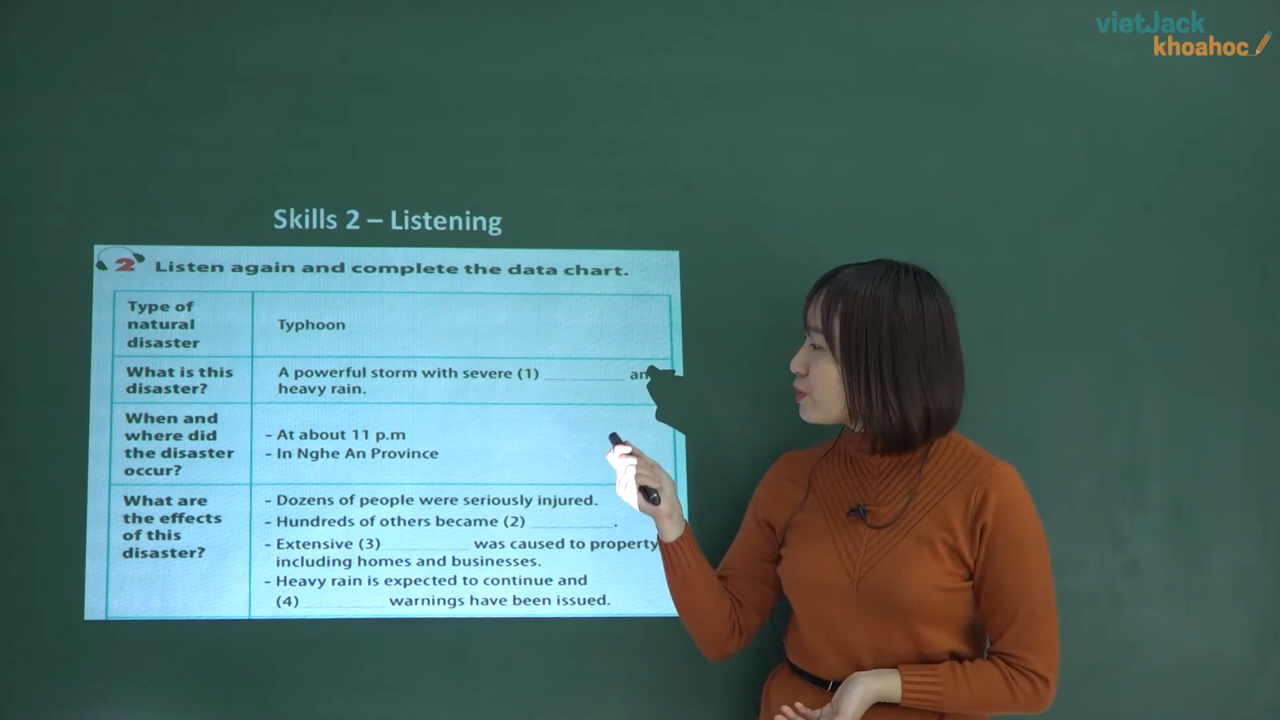 vietJack
khoahoc
Skills 2 – Listening
2 Listen again and complete the data chart.
Type of
natural
disaster
Typhoon
What is this
disaster?
A powerful storm with severe (1) __________
heavy rain.
When and
where did
the disaster
occur?
- At about 11 p.m
- In Nghe An Province
What are
the effects
of this
disaster?
- Dozens of people were seriously injured.
- Hundreds of others became (2) __________.
- Extensive (3) __________ was caused to property
including homes and businesses.
- Heavy rain is expected to continue and
(4) __________ warnings have been issued.